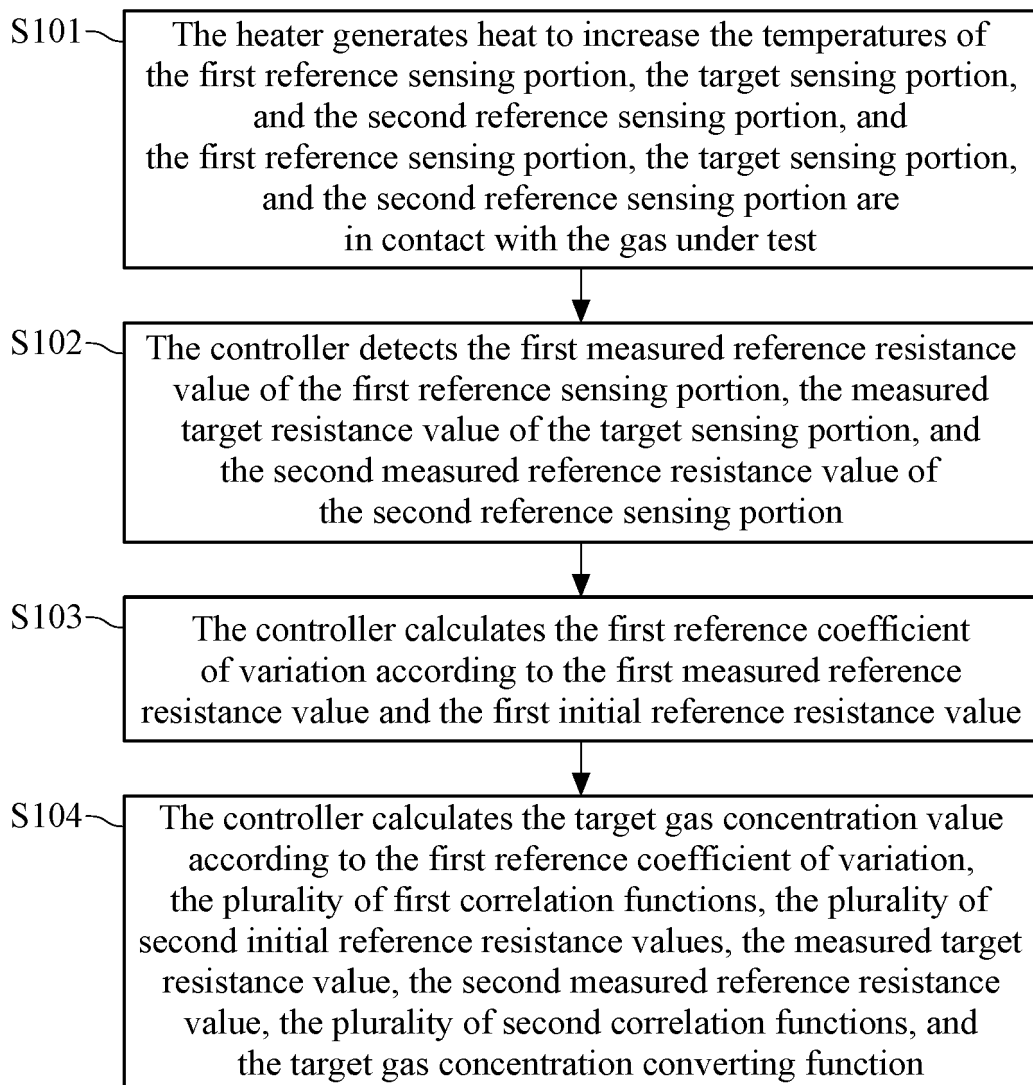 S101
The heater generates heat to increase the temperatures of
the first reference sensing portion, the target sensing portion,
and the second reference sensing portion, and
the first reference sensing portion, the target sensing portion,
and the second reference sensing portion are
in contact with the gas under test
S102
The controller detects the first measured reference resistance
value of the first reference sensing portion, the measured
target resistance value of the target sensing portion, and
the second measured reference resistance value of
the second reference sensing portion
S103
The controller calculates the first reference coefficient
of variation according to the first measured reference
resistance value and the first initial reference resistance value
S104
The controller calculates the target gas concentration value
according to the first reference coefficient of variation,
the plurality of first correlation functions, the plurality of
second initial reference resistance values, the measured target
resistance value, the second measured reference resistance
value, the plurality of second correlation functions, and
the target gas concentration converting function